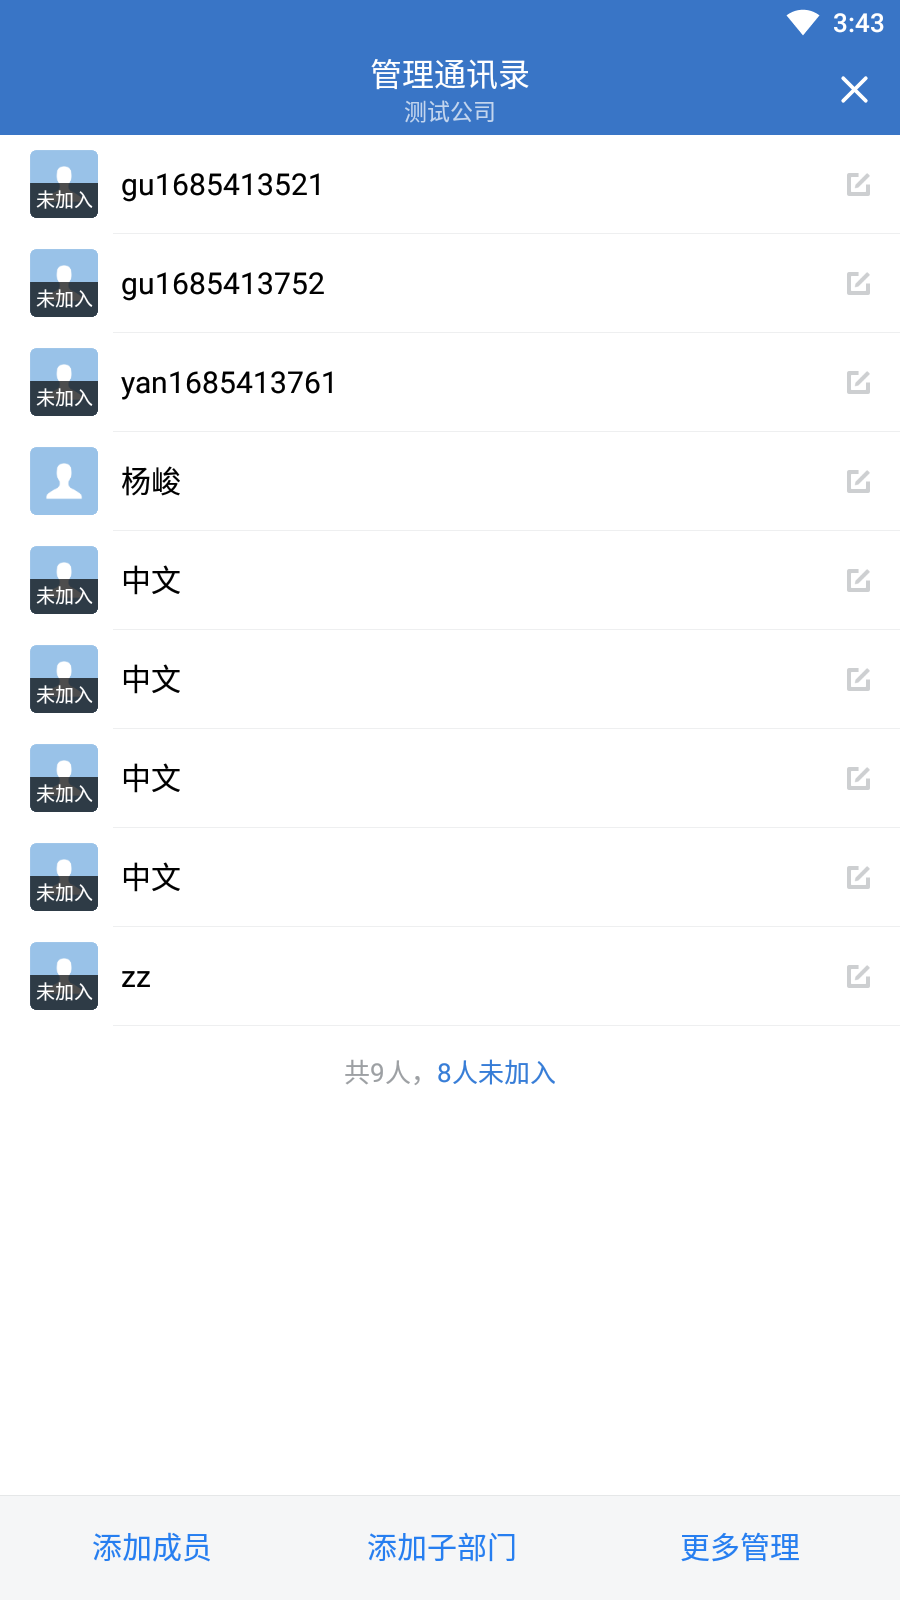 3:43
管理通讯录
测试公司
未加入 gu1685413521
未加入 gu1685413752
未加入 yan1685413761
杨峻
未加入 中文
未加入 中文
未加入 中文
未加入 中文
未加入 zz
共9人，8人未加入
添加成员 添加子部门 更多管理